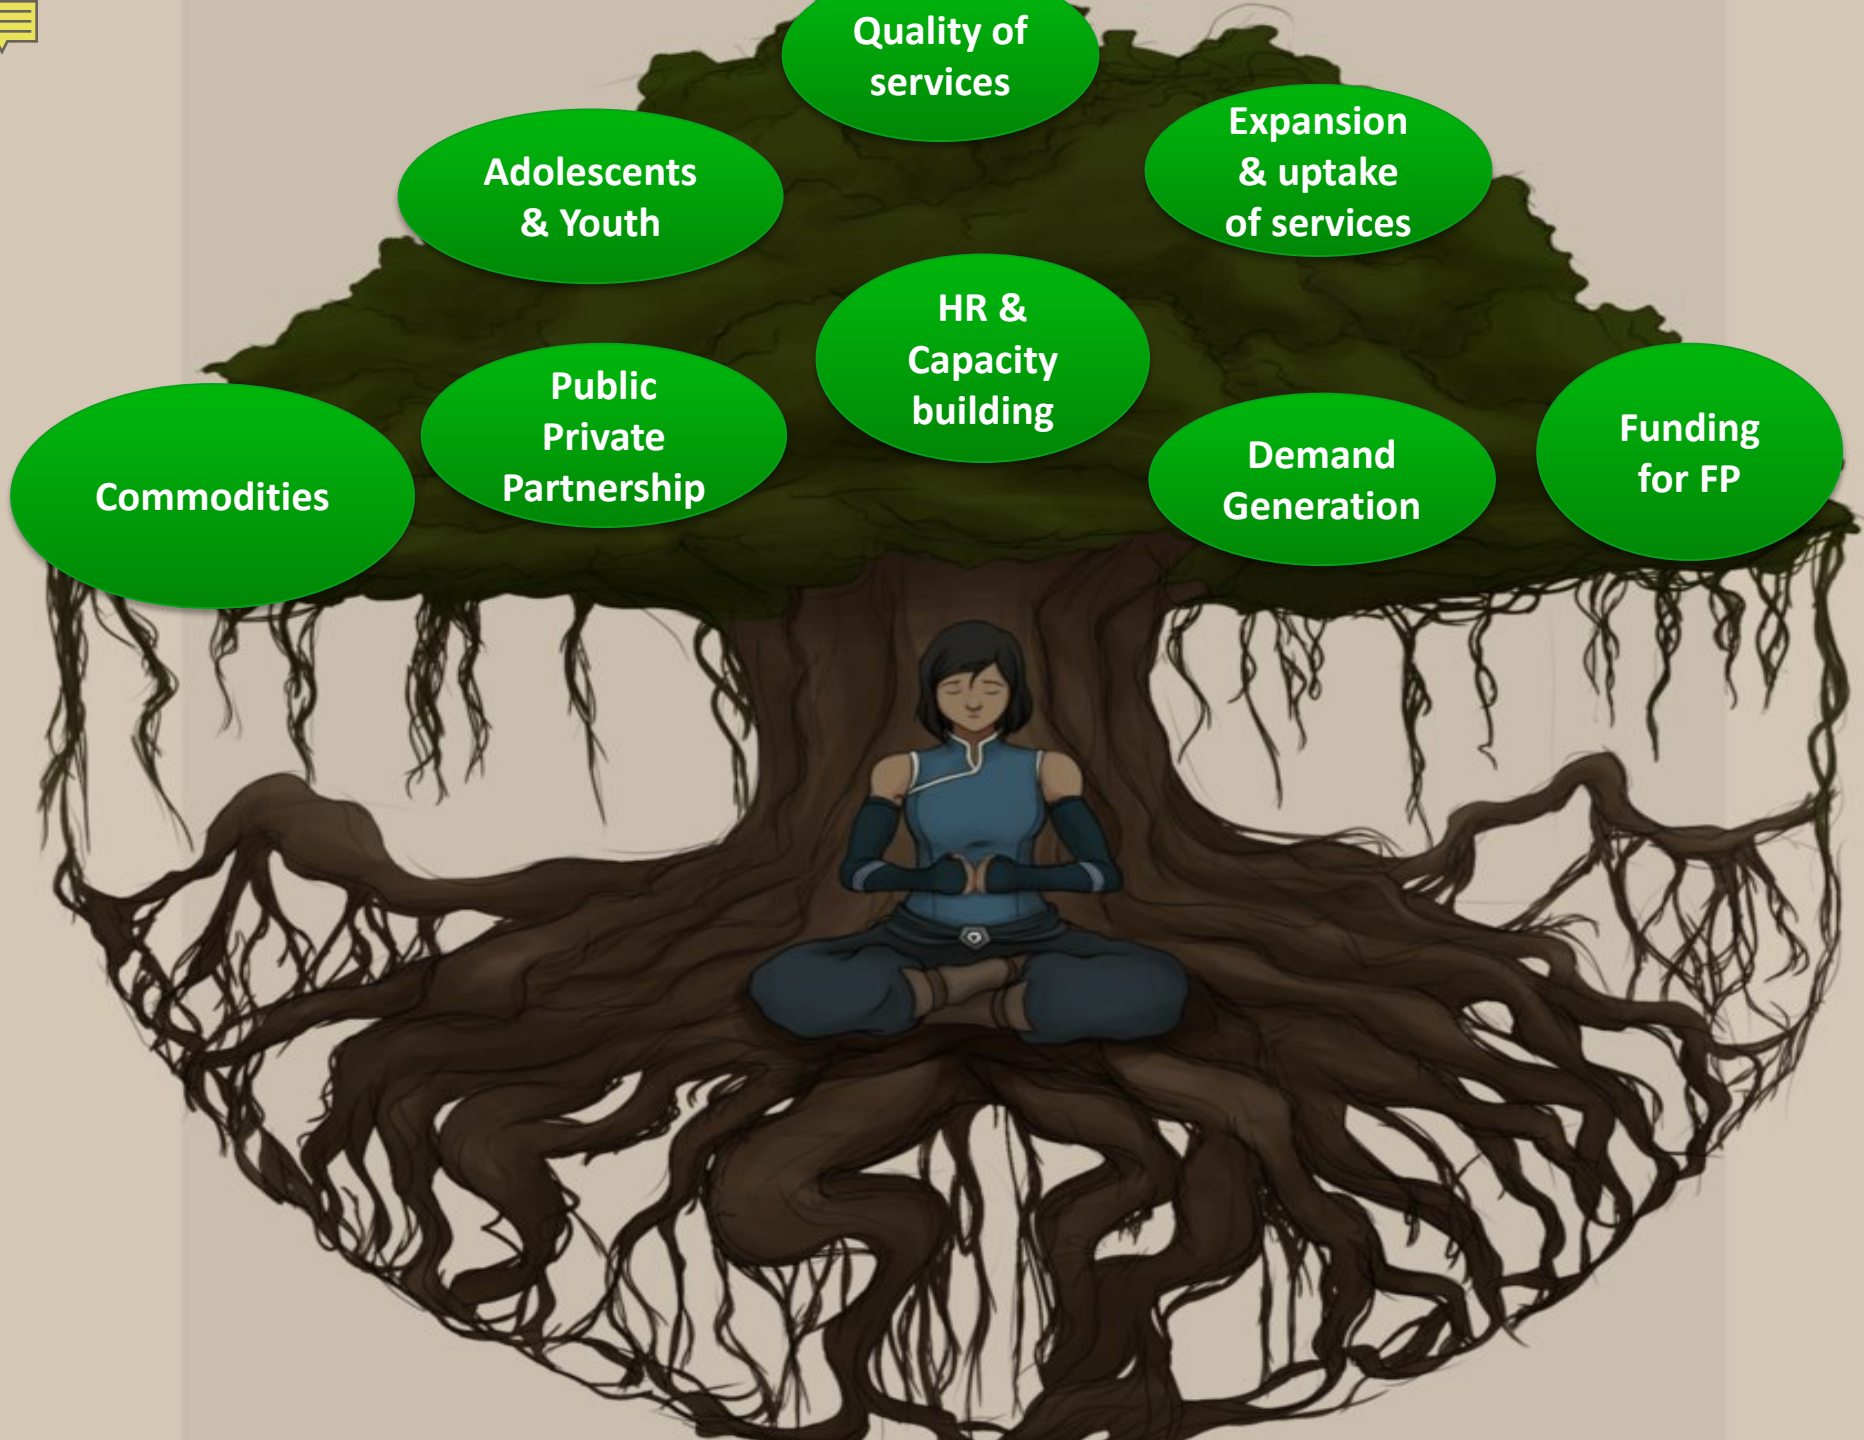 Quality of
services
Adolescents
& Youth
Expansion
& uptake
of services
HR &
Capacity
building
Public
Private
Partnership
Commodities
Demand
Generation
Funding
for FP